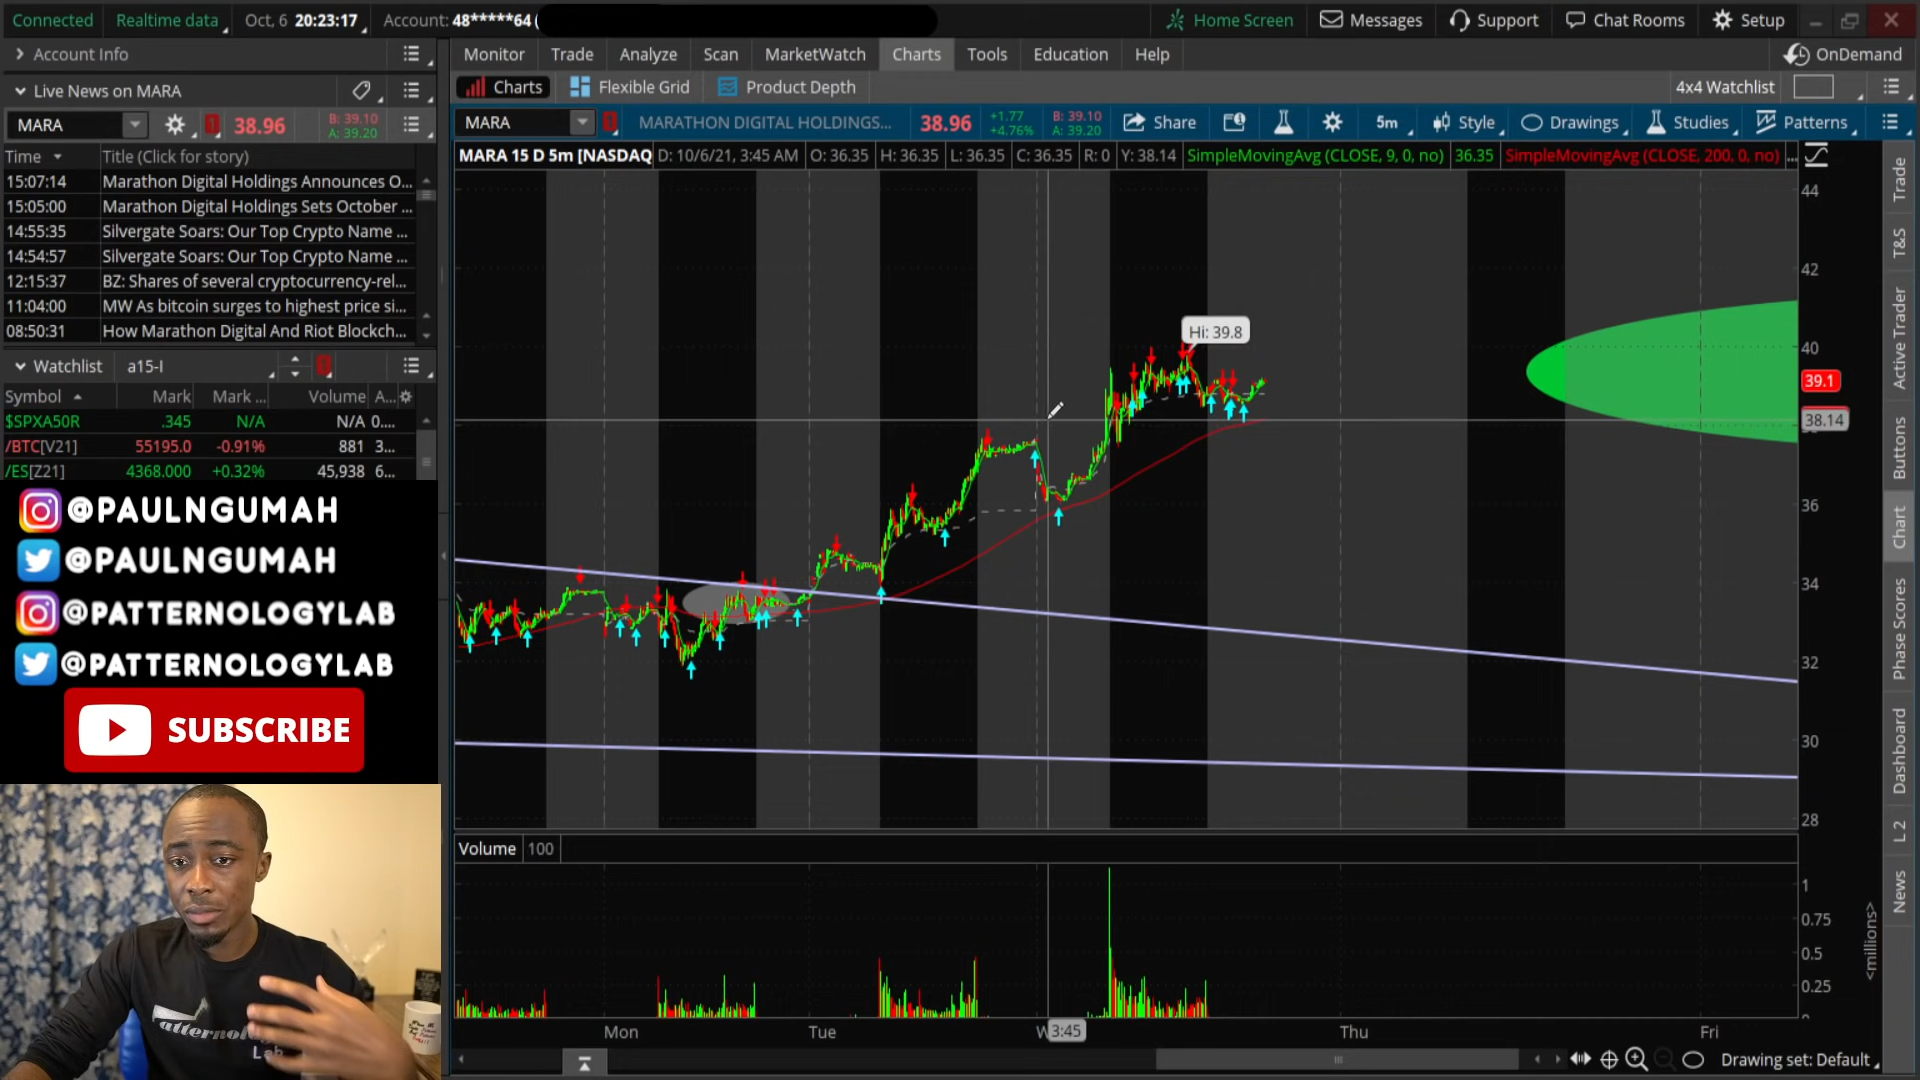 Connected Realtime data Oct, 6 20:23:17 Account: 48*****64 ( Home Screen Messages Support Chat Rooms Setup
Account Info
Monitor Trade Analyze Scan MarketWatch Charts Tools Education Help OnDemand
Live News on MARA
Charts Flexible Grid Product Depth 4x4 Watchlist
MARA 38.96 B: 39.10 A: 39.20
MARA MARATHON DIGITAL HOLDINGS... 38.96 +1.77 +4.76% B: 39.10 A: 39.20 Share 5m Style Drawings Studies Patterns
Time Title (Click for story)
MARA 15 D 5m [NASDAQ D: 10/6/21, 3:45 AM O: 36.35 H: 36.35 L: 36.35 C: 36.35 R: 0 Y: 38.14 SimpleMovingAvg (CLOSE, 9, 0, no) 36.35 SimpleMovingAvg (CLOSE, 200, 0, no) ...
15:07:14 Marathon Digital Holdings Announces O...
15:05:00 Marathon Digital Holdings Sets October ...
14:55:35 Silvergate Soars: Our Top Crypto Name ...
14:54:57 Silvergate Soars: Our Top Crypto Name ...
12:15:37 BZ: Shares of several cryptocurrency-rel...
11:04:00 MW As bitcoin surges to highest price si...
08:50:31 How Marathon Digital And Riot Blockch...
Watchlist a15-I
Symbol Mark Mark ... Volume A...
$SPXA50R .345 N/A N/A 0....
/BTC[V21] 55195.0 -0.91% 881 3...
/ES[Z21] 4368.000 +0.32% 45,938 6...
@PAULNGUMAH
@PAULNGUMAH
@PATTERNOLOGYLAB
@PATTERNOLOGYLAB
SUBSCRIBE
Hi: 39.8
44
42
40
39.1
38.14
36
34
32
30
28
Volume 100
1
0.75
0.5
0.25
<millions>
Mon Tue W 3:45 Thu Fri
Drawing set: Default
Trade
T&S
Active Trader
Buttons
Chart
Phase Scores
Dashboard
L 2
News
Lab